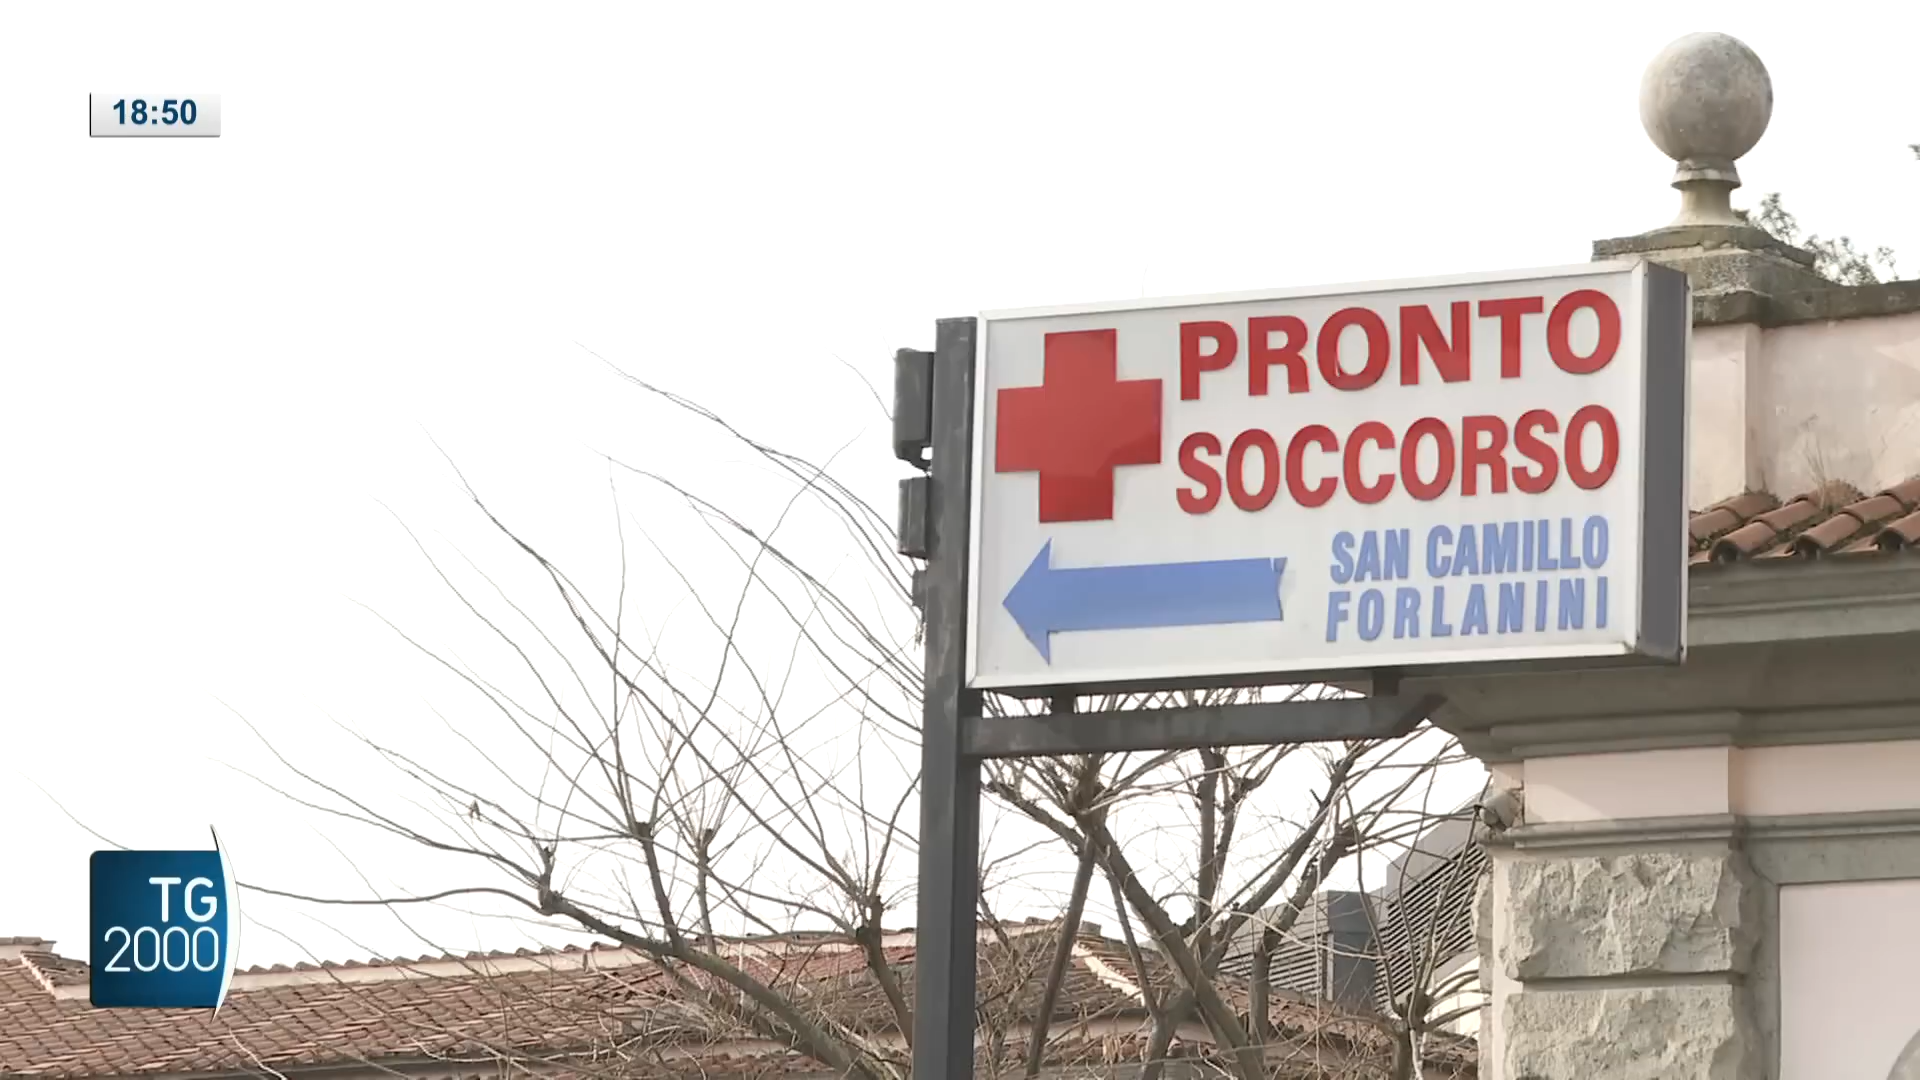 18:50
PRONTO
SOCCORSO
SAN CAMILLO
FORLANINI
TG
2000